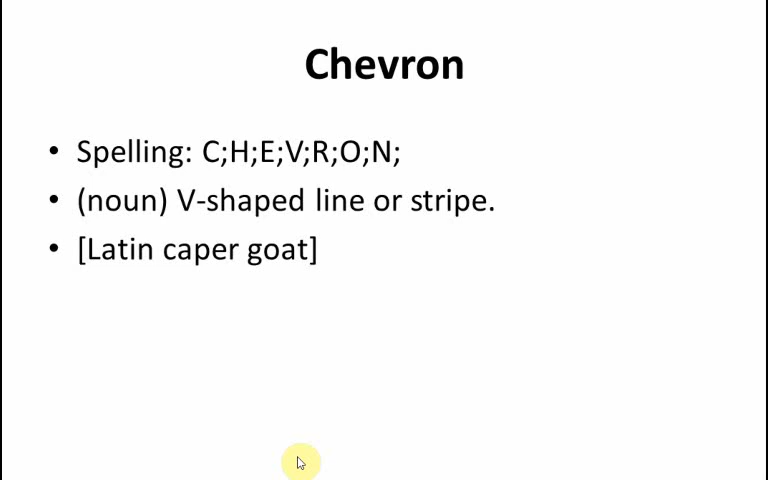 Chevron
• Spelling: C;H;E;V;R;O;N;
• (noun) V-shaped line or stripe.
• [Latin caper goat]